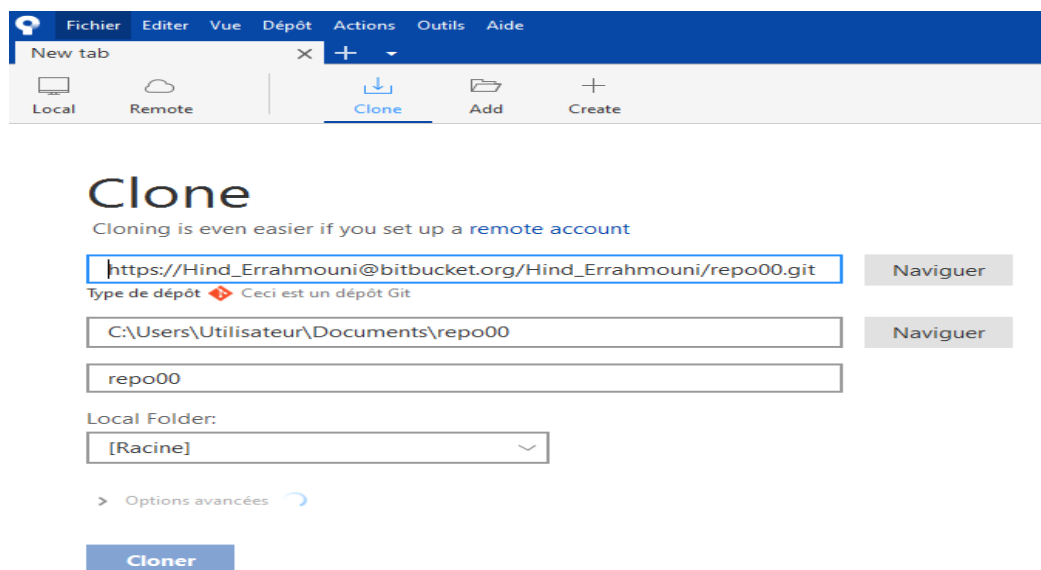 Fichier Editer Vue Dépôt Actions Outils Aide
New tab
Local Remote Clone Add Create
Clone
Cloning is even easier if you set up a remote account
https://Hind_Errahmouni@bitbucket.org/Hind_Errahmouni/repo00.git Naviguer
Type de dépôt Ceci est un dépôt Git
C:\Users\Utilisateur\Documents\repo00 Naviguer
repo00
Local Folder:
[Racine]
Options avancées
Cloner